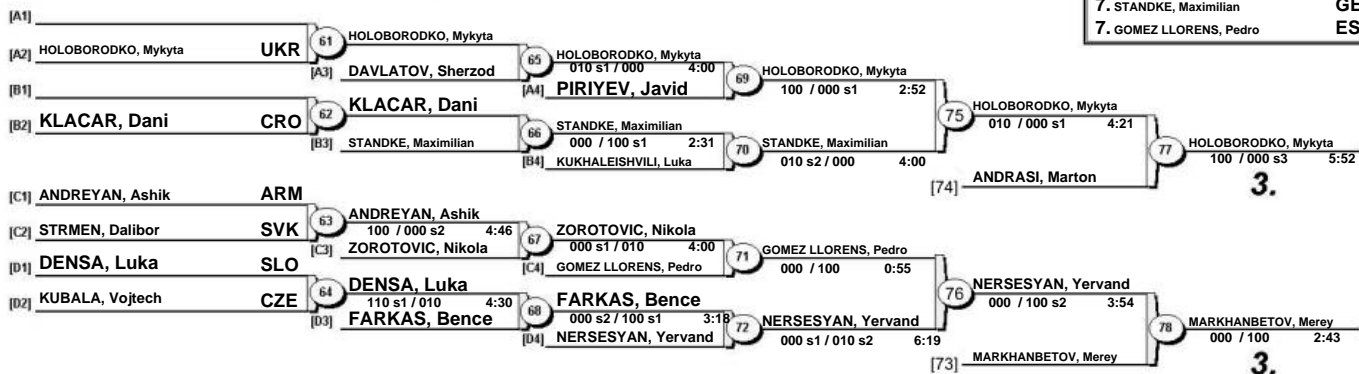 7. STANDKE, Maximilian GE
7. GOMEZ LLORENS, Pedro ES
[A1]
[A2] HOLOBORODKO, Mykyta UKR
61
HOLOBORODKO, Mykyta
[A3] DAVLATOV, Sherzod
65
HOLOBORODKO, Mykyta
010 s1 / 000 4:00
[A4] PIRIYEV, Javid
69
HOLOBORODKO, Mykyta
100 / 000 s1 2:52
[B1]
[B2] KLACAR, Dani CRO
62
KLACAR, Dani
[B3] STANDKE, Maximilian
66
STANDKE, Maximilian
000 / 100 s1 2:31
[B4] KUKHALEISHVILI, Luka
70
STANDKE, Maximilian
010 s2 / 000 4:00
75
HOLOBORODKO, Mykyta
010 / 000 s1 4:21
[74] ANDRASI, Marton
77
HOLOBORODKO, Mykyta
100 / 000 s3 5:52
3.
[C1] ANDREYAN, Ashik ARM
[C2] STRMEN, Dalibor SVK
63
ANDREYAN, Ashik
100 / 000 s2 4:46
[C3] ZOROTOVIC, Nikola
67
ZOROTOVIC, Nikola
000 s1 / 010 4:00
[C4] GOMEZ LLORENS, Pedro
71
GOMEZ LLORENS, Pedro
000 / 100 0:55
[D1] DENSA, Luka SLO
[D2] KUBALA, Vojtech CZE
64
DENSA, Luka
110 s1 / 010 4:30
[D3] FARKAS, Bence
68
FARKAS, Bence
000 s2 / 100 s1 3:18
[D4] NERSESYAN, Yervand
72
NERSESYAN, Yervand
000 s1 / 010 s2 6:19
76
NERSESYAN, Yervand
000 / 100 s2 3:54
[73] MARKHANBETOV, Merey
78
MARKHANBETOV, Merey
000 / 100 2:43
3.